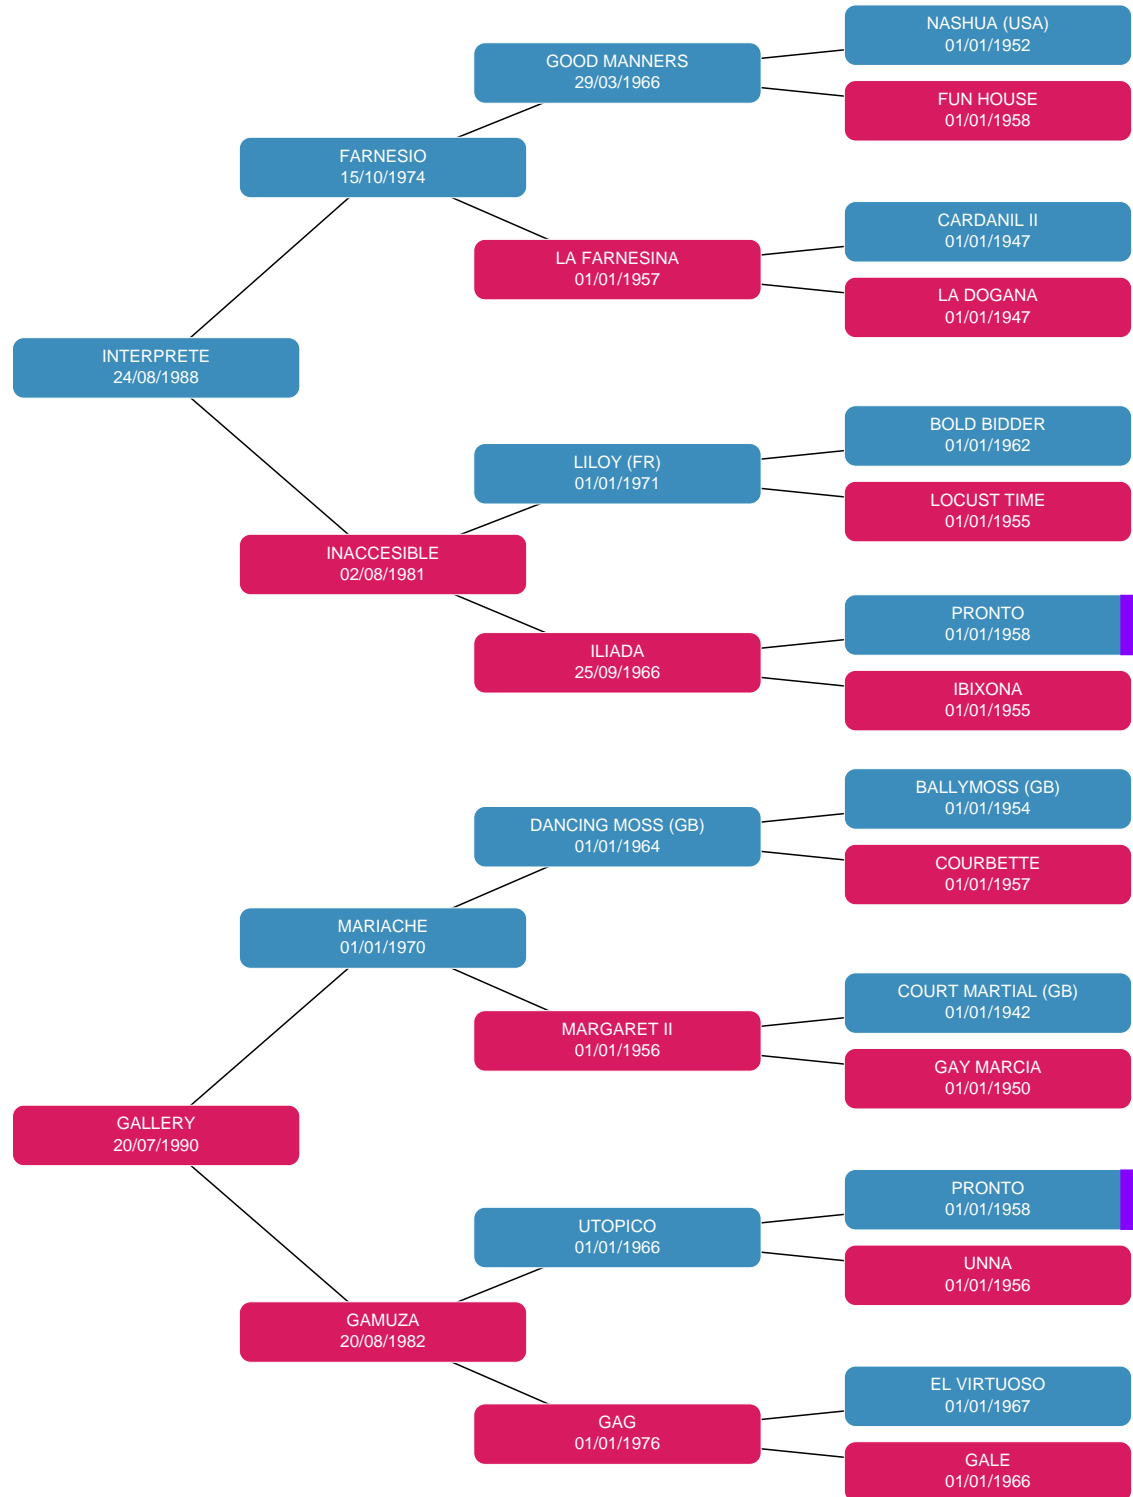 NASHUA (USA)
01/01/1952
GOOD MANNERS
29/03/1966
FUN HOUSE
01/01/1958
FARNESIO
15/10/1974
CARDANIL II
01/01/1947
LA FARNESINA
01/01/1957
LA DOGANA
01/01/1947
INTERPRETE
24/08/1988
BOLD BIDDER
01/01/1962
LILOY (FR)
01/01/1971
LOCUST TIME
01/01/1955
INACCESIBLE
02/08/1981
PRONTO
01/01/1958
ILIADA
25/09/1966
IBIXONA
01/01/1955
BALLYMOSS (GB)
01/01/1954
DANCING MOSS (GB)
01/01/1964
COURBETTE
01/01/1957
MARIACHE
01/01/1970
COURT MARTIAL (GB)
01/01/1942
MARGARET II
01/01/1956
GAY MARCIA
01/01/1950
GALLERY
20/07/1990
PRONTO
01/01/1958
UTOPICO
01/01/1966
UNNA
01/01/1956
GAMUZA
20/08/1982
EL VIRTUOSO
01/01/1967
GAG
01/01/1976
GALE
01/01/1966